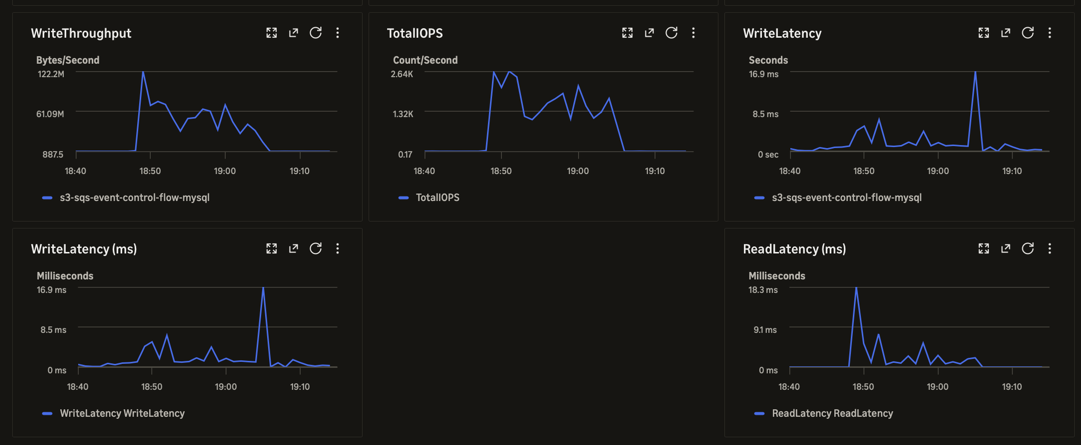 WriteThroughput
Bytes/Second
122.2M
61.09M
887.5
18:40 18:50 19:00 19:10
s3-sqs-event-control-flow-mysql
TotalIOPS
Count/Second
2.64K
1.32K
0.17
18:40 18:50 19:00 19:10
TotalIOPS
WriteLatency
Seconds
16.9 ms
8.5 ms
0 sec
18:40 18:50 19:00 19:10
s3-sqs-event-control-flow-mysql
WriteLatency (ms)
Milliseconds
16.9 ms
8.5 ms
0 ms
18:40 18:50 19:00 19:10
WriteLatency WriteLatency
ReadLatency (ms)
Milliseconds
18.3 ms
9.1 ms
0 ms
18:40 18:50 19:00 19:10
ReadLatency ReadLatency